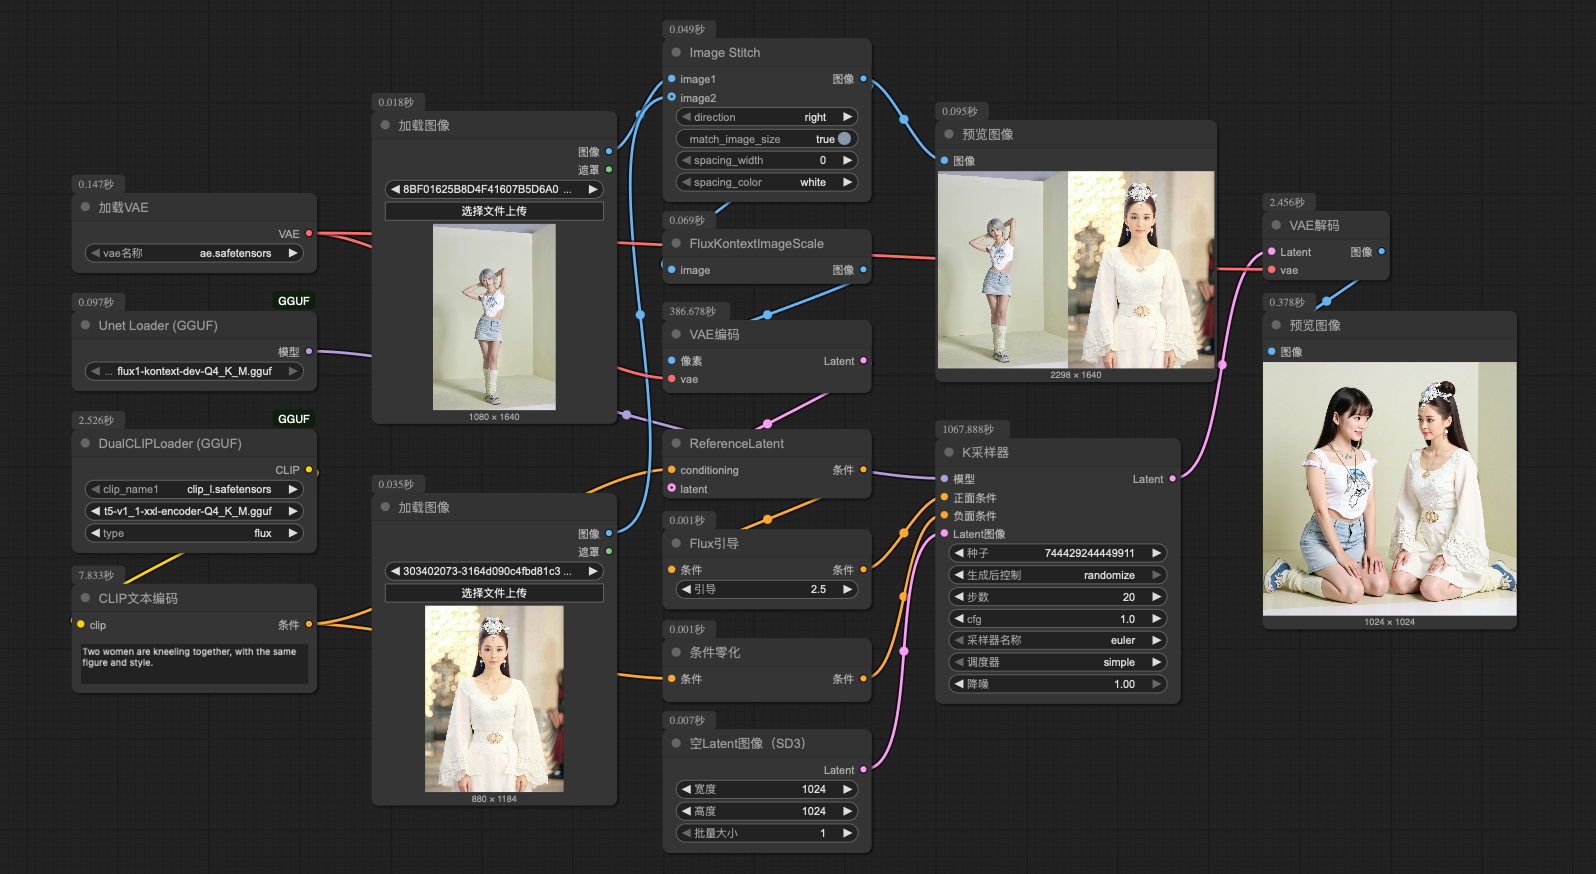 0.147秒
加载VAE
VAE
vae名称 ae.safetensors
0.097秒 GGUF
Unet Loader (GGUF)
模型
... flux1-kontext-dev-Q4_K_M.gguf
2.526秒 GGUF
DualCLIPLoader (GGUF)
CLIP
clip_name1 clip_l.safetensors
t5-v1_1-xxl-encoder-Q4_K_M.gguf
type flux
7.833秒
CLIP文本编码
clip 条件
Two women are kneeling together, with the same
figure and style.
0.018秒
加载图像
图像
遮罩
8BF01625B8D4F41607B5D6A0 ...
选择文件上传
1080 × 1640
0.035秒
加载图像
图像
遮罩
303402073-3164d090c4fbd81c3 ...
选择文件上传
880 × 1184
0.049秒
Image Stitch
image1 图像
image2
direction right
match_image_size true
spacing_width 0
spacing_color white
0.069秒
FluxKontextImageScale
image 图像
386.678秒
VAE编码
像素 Latent
vae
ReferenceLatent
conditioning 条件
latent
0.001秒
Flux引导
条件 条件
引导 2.5
0.001秒
条件零化
条件 条件
0.007秒
空Latent图像（SD3）
Latent
宽度 1024
高度 1024
批量大小 1
0.095秒
预览图像
图像
2298 × 1640
1067.888秒
K采样器
模型 Latent
正面条件
负面条件
Latent图像
种子 744429244449911
生成后控制 randomize
步数 20
cfg 1.0
采样器名称 euler
调度器 simple
降噪 1.00
2.456秒
VAE解码
Latent 图像
vae
0.378秒
预览图像
图像
1024 × 1024